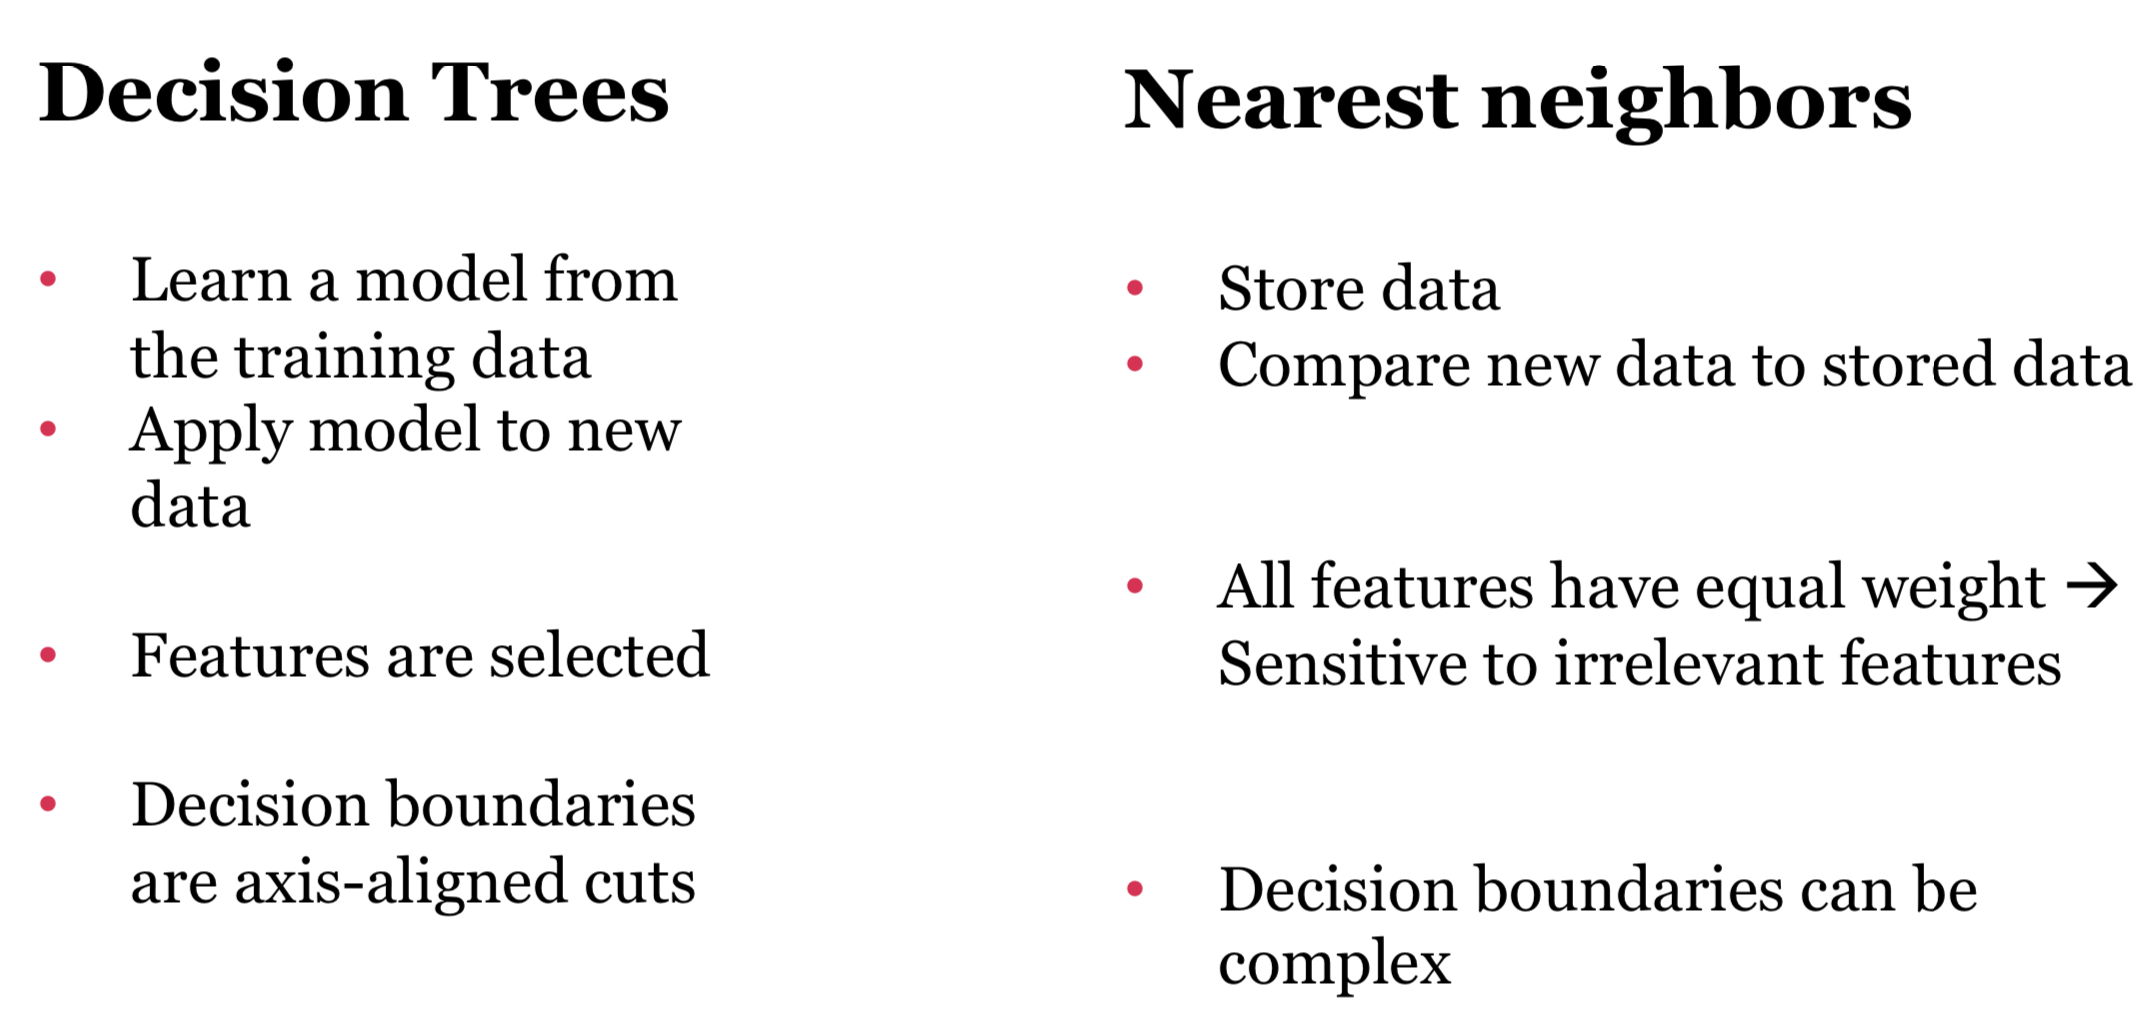 Decision Trees
• Learn a model from
the training data
• Apply model to new
data
• Features are selected
• Decision boundaries
are axis-aligned cuts
Nearest neighbors
• Store data
• Compare new data to stored data
• All features have equal weight →
Sensitive to irrelevant features
• Decision boundaries can be
complex